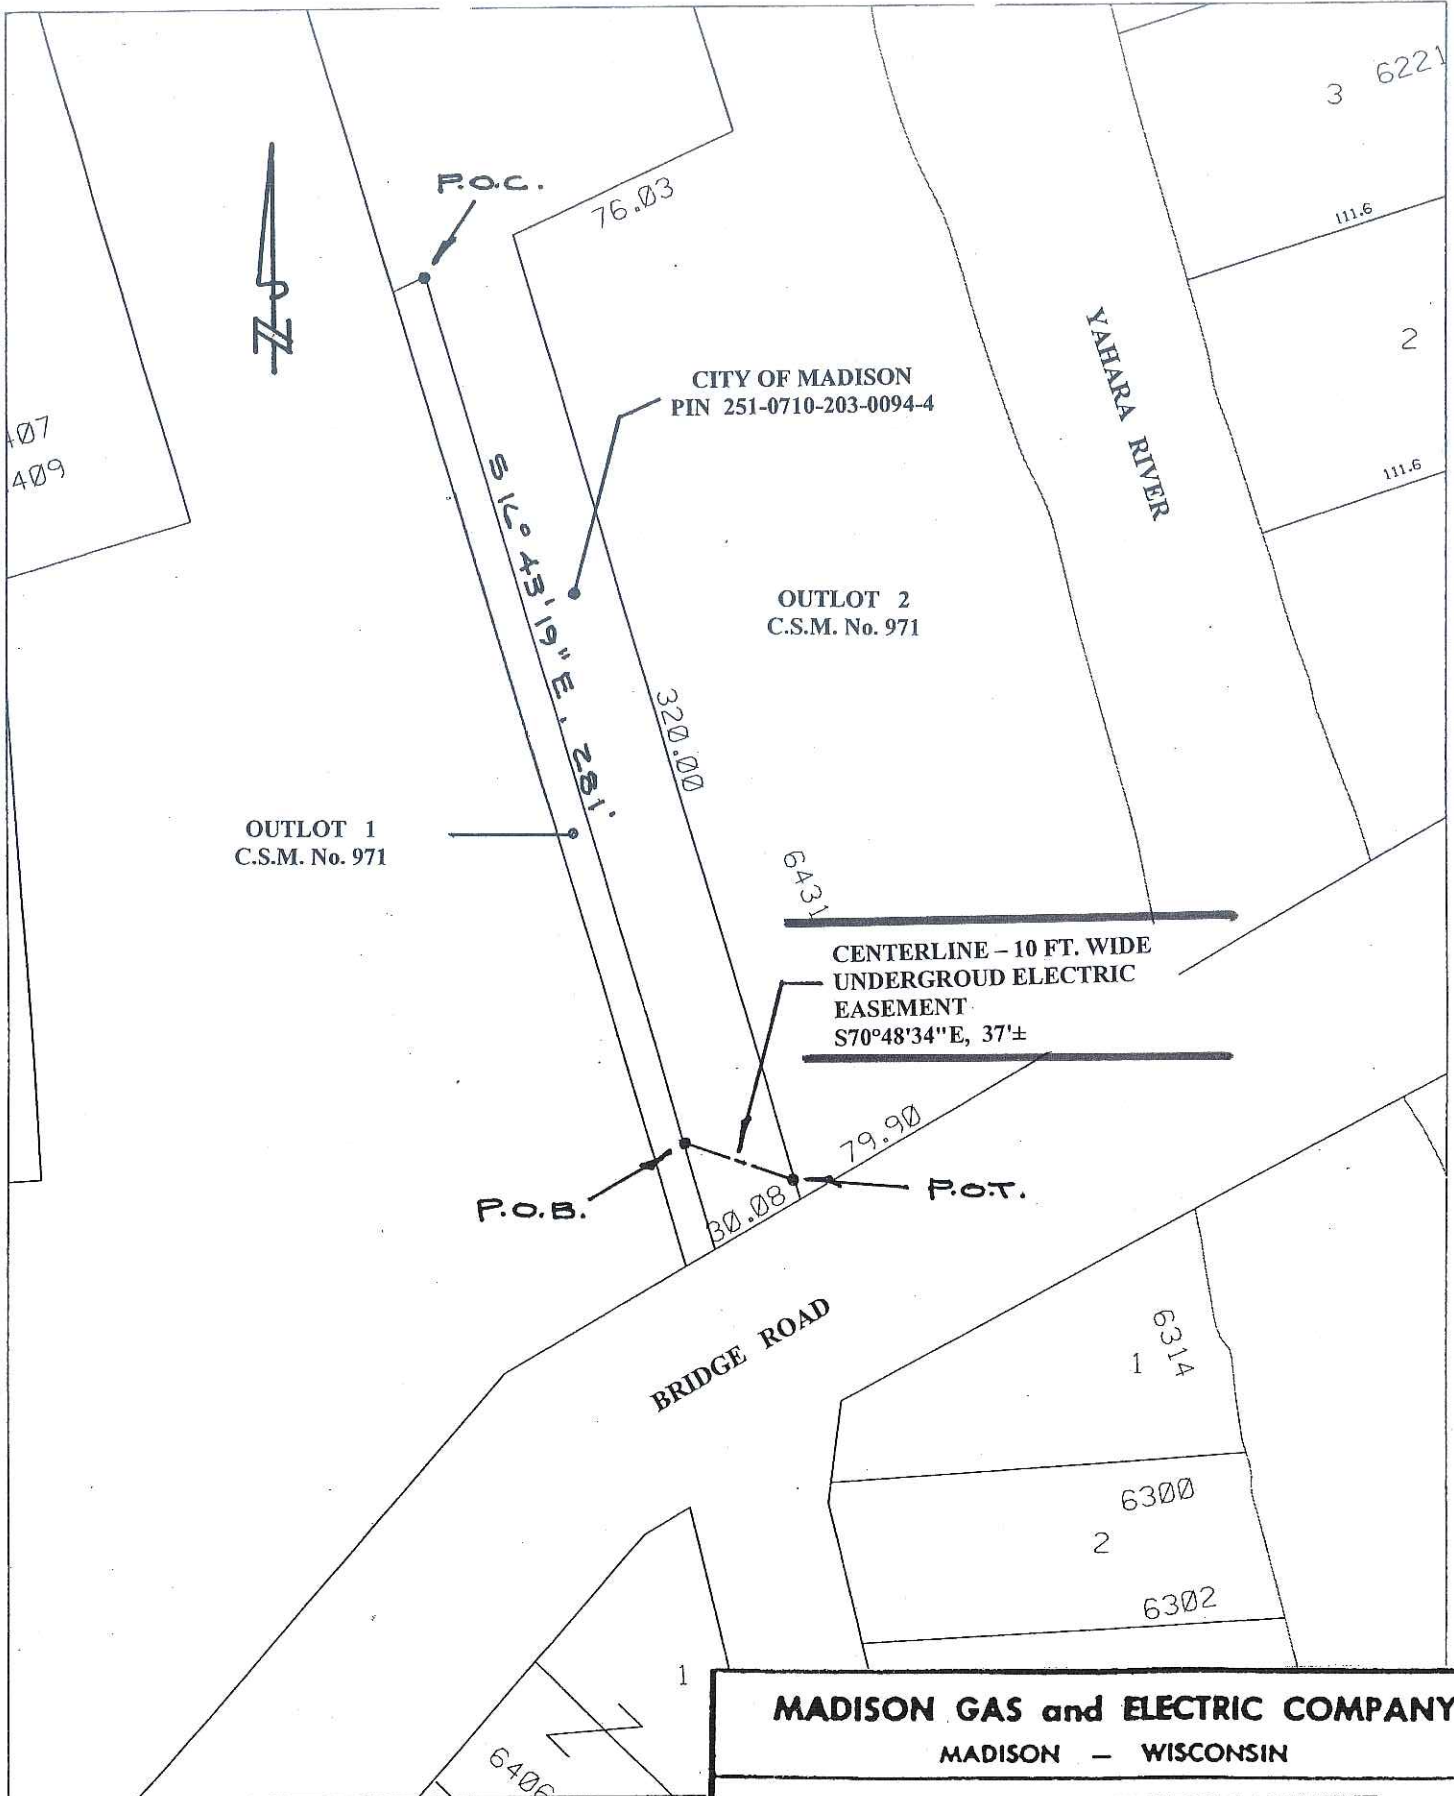 3 6221
P.O.C.
76.03
111.6
2
YAHARA RIVER
CITY OF MADISON
PIN 251-0710-203-0094-4
407
409
111.6
S 16° 43' 19" E, 281'
OUTLOT 2
C.S.M. No. 971
320.00
OUTLOT 1
C.S.M. No. 971
6431
CENTERLINE – 10 FT. WIDE
UNDERGROUD ELECTRIC
EASEMENT
S70°48'34"E, 37'±
79.90
P.O.B.
30.08
P.O.T.
BRIDGE ROAD
1
6314
6300
2
6302
1
6406
N
MADISON GAS and ELECTRIC COMPANY
MADISON – WISCONSIN